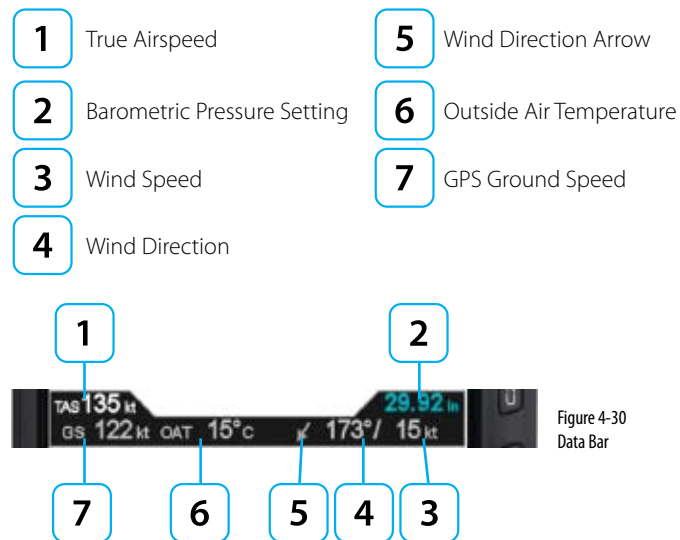 1 True Airspeed
5 Wind Direction Arrow
2 Barometric Pressure Setting
6 Outside Air Temperature
3 Wind Speed
7 GPS Ground Speed
4 Wind Direction
1 2
TAS 135 kt 29.92 in
GS 122 kt OAT 15°C 173°/ 15 kt
7 6 5 4 3
Figure 4-30
Data Bar